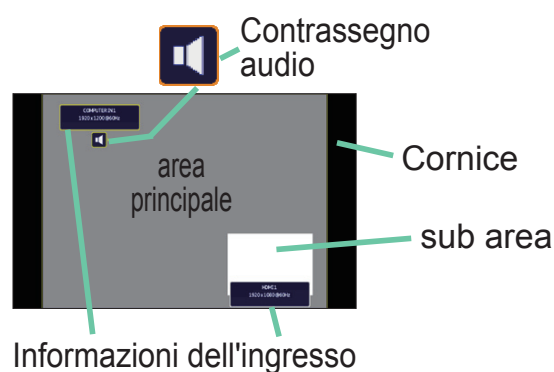 Contrassegno
audio
COMPUTER IN1
1920 x 1200 @60Hz
area
principale
Cornice
sub area
HDMI 1
1920 x 1080 @60Hz
Informazioni dell'ingresso